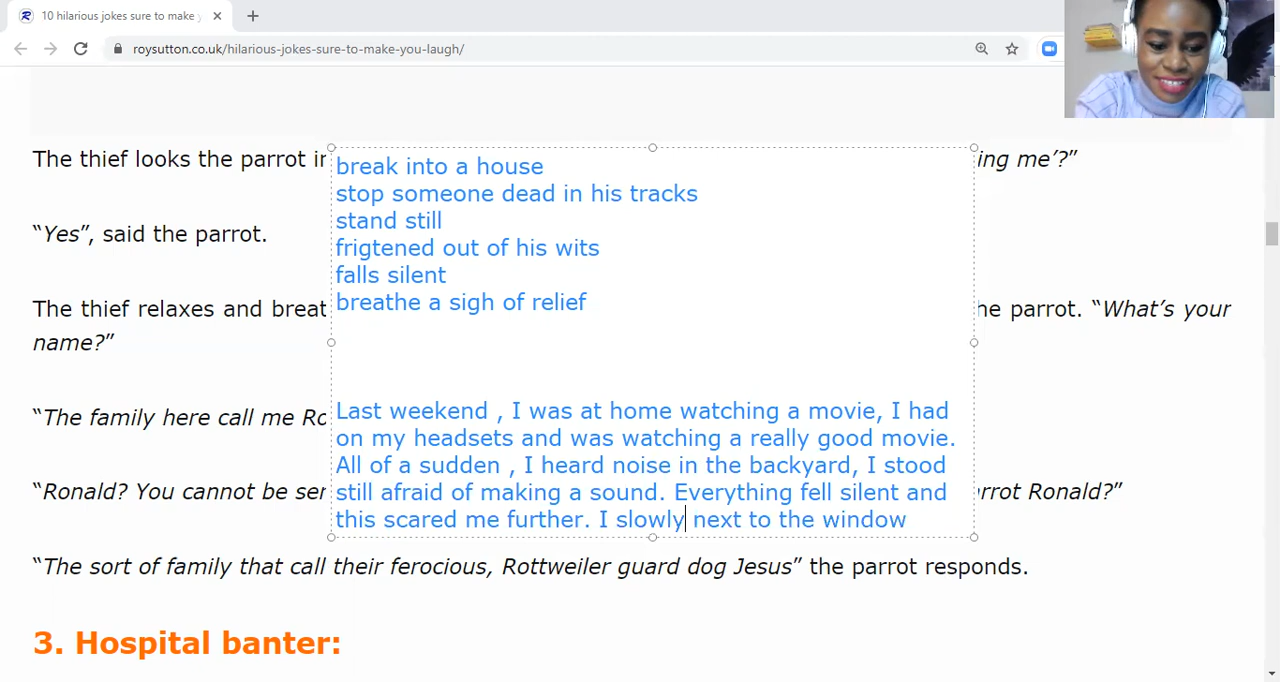 10 hilarious jokes sure to make
roysutton.co.uk/hilarious-jokes-sure-to-make-you-laugh/
The thief looks the parrot ing me’?”
“Yes”, said the parrot.
The thief relaxes and parrot. “What’s your
name?”
“The family here call me
“Ronald? You cannot be Ronald?”
“The sort of family that call their ferocious, Rottweiler guard dog Jesus” the parrot responds.
3. Hospital banter:
break into a house
stop someone dead in his tracks
stand still
frigtened out of his wits
falls silent
breathe a sigh of relief
Last weekend , I was at home watching a movie, I had
on my headsets and was watching a really good movie.
All of a sudden , I heard noise in the backyard, I stood
still afraid of making a sound. Everything fell silent and
this scared me further. I slowly next to the window